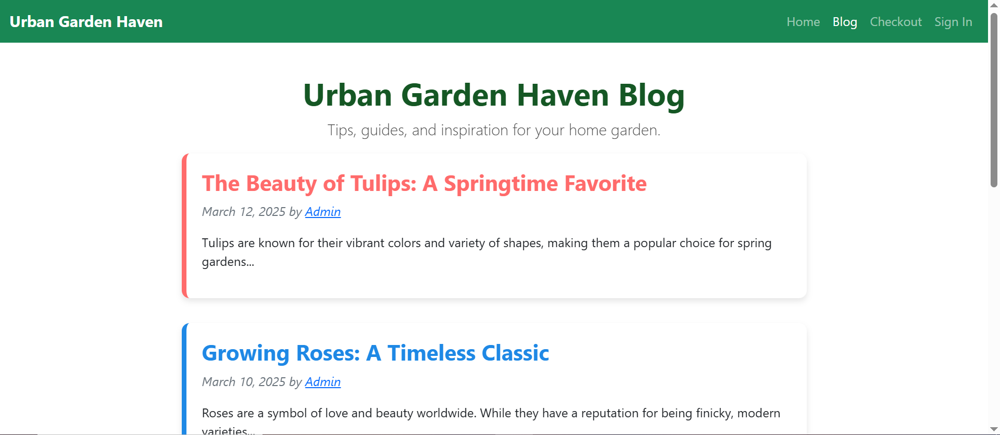 Urban Garden Haven
Home Blog Checkout Sign In
Urban Garden Haven Blog
Tips, guides, and inspiration for your home garden.
The Beauty of Tulips: A Springtime Favorite
March 12, 2025 by Admin
Tulips are known for their vibrant colors and variety of shapes, making them a popular choice for spring
gardens...
Growing Roses: A Timeless Classic
March 10, 2025 by Admin
Roses are a symbol of love and beauty worldwide. While they have a reputation for being finicky, modern
varieties...